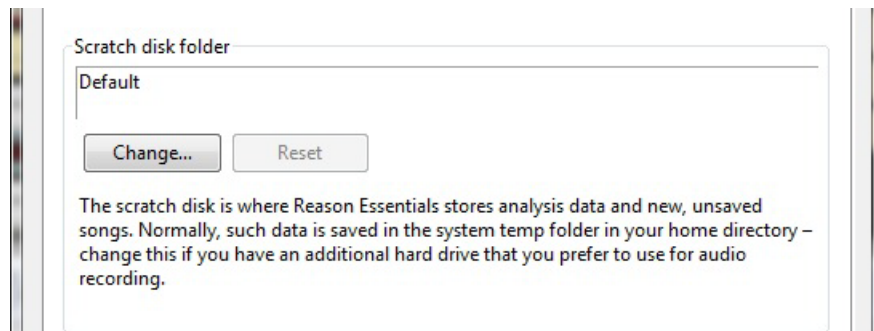 Scratch disk folder
Default
Change... Reset
The scratch disk is where Reason Essentials stores analysis data and new, unsaved
songs. Normally, such data is saved in the system temp folder in your home directory –
change this if you have an additional hard drive that you prefer to use for audio
recording.